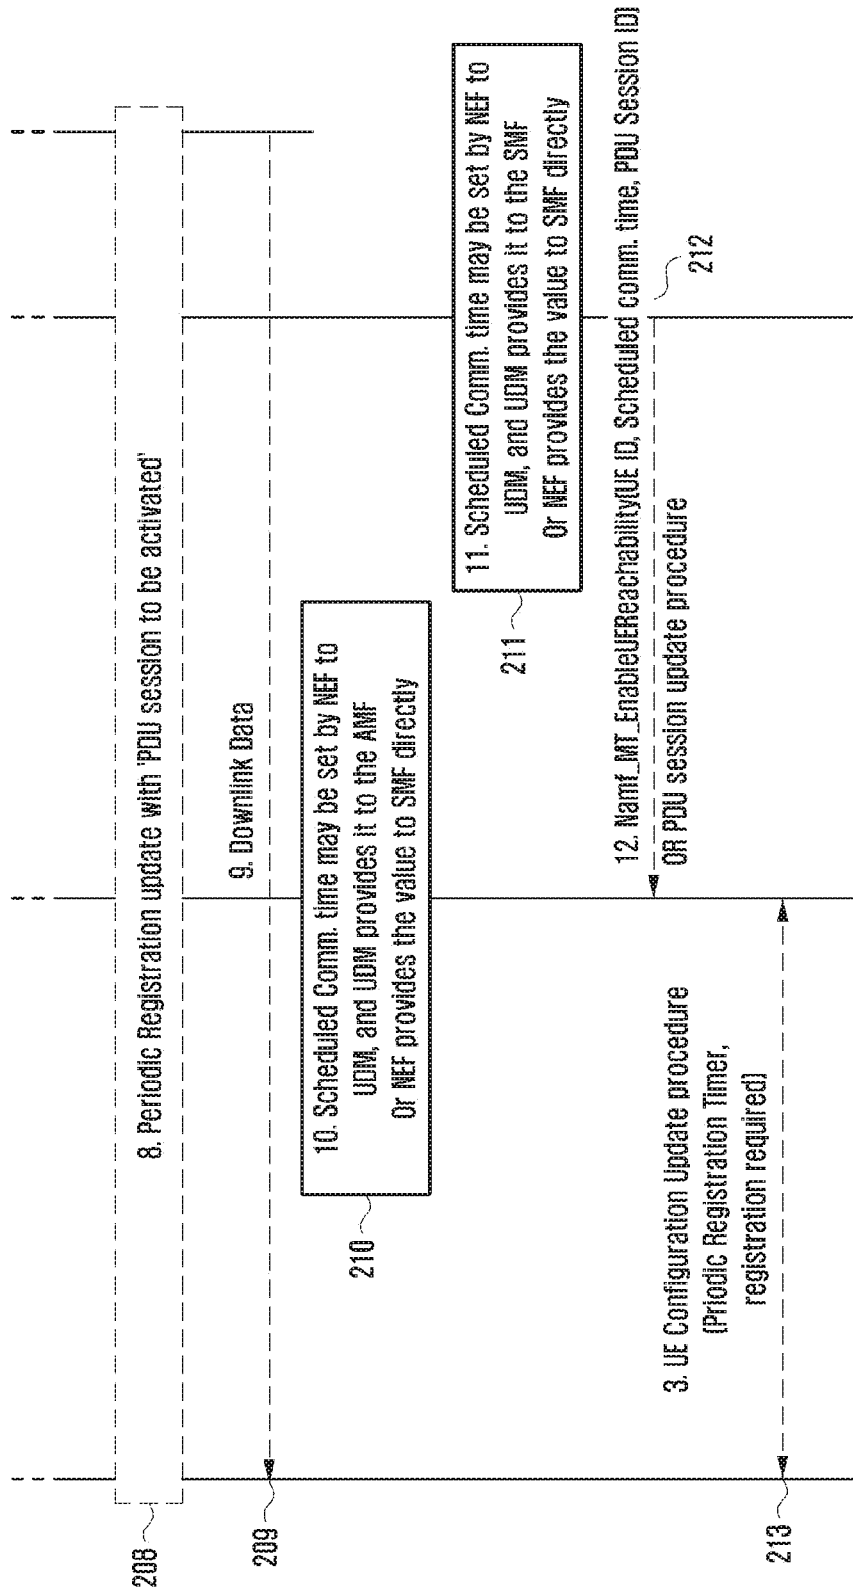 208
8. Periodic Registration update with 'PDU session to be activated'
209
9. Downlink Data
210
10. Scheduled Comm. time may be set by NEF to
UDM, and UDM provides it to the AMF
Or NEF provides the value to SMF directly
211
11. Scheduled Comm. time may be set by NEF to
UDM, and UDM provides it to the SMF
Or NEF provides the value to SMF directly
12. Namf_MT_EnableUEReachability(UE ID, Scheduled comm. time, PDU Session ID)
OR PDU session update procedure
212
3. UE Configuration Update procedure
(Priodic Registration Timer,
registration required)
213